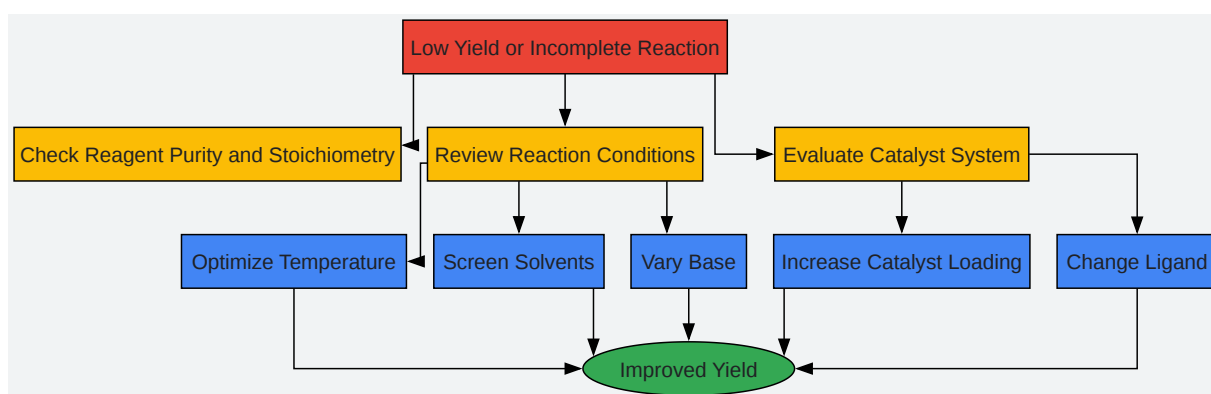 Low Yield or Incomplete Reaction
Check Reagent Purity and Stoichiometry
Review Reaction Conditions
Evaluate Catalyst System
Optimize Temperature
Screen Solvents
Vary Base
Increase Catalyst Loading
Change Ligand
Improved Yield